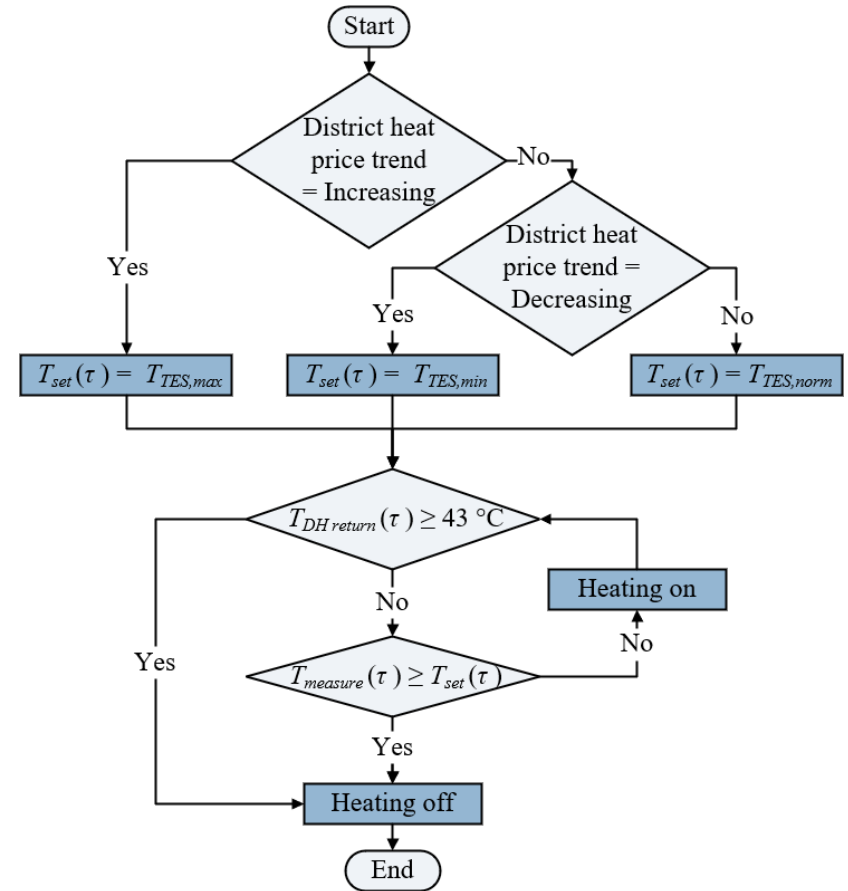 Start
District heat
price trend
= Increasing
No
District heat
price trend =
Decreasing
Yes
Yes
No
T_set(τ) = T_TES,max
T_set(τ) = T_TES,min
T_set(τ) = T_TES,norm
T_DH return(τ) ≥ 43 °C
Heating on
No
No
Yes
T_measure(τ) ≥ T_set(τ)
Yes
Heating off
End